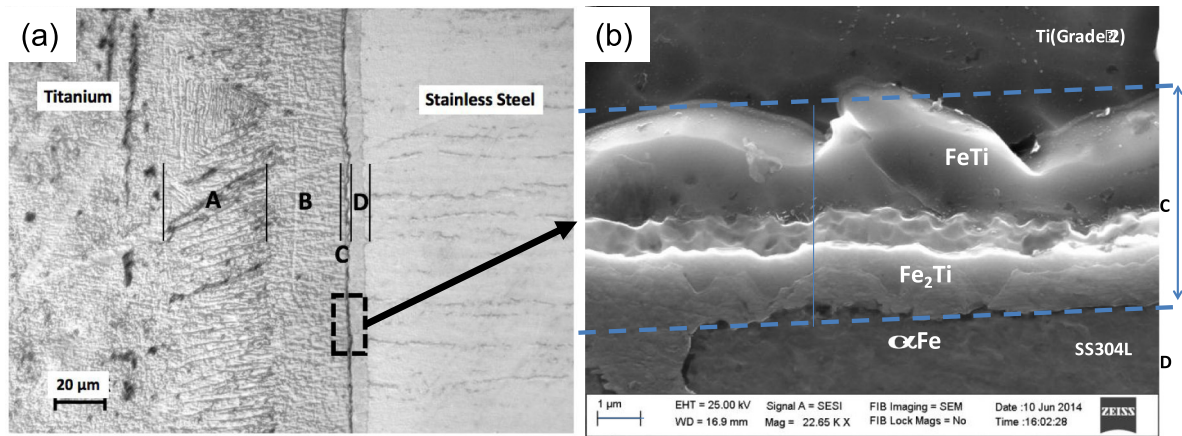 (a)
Titanium
Stainless Steel
A
B
D
C
20 µm
(b)
Ti(Grade 2)
FeTi
C
Fe₂Ti
αFe
SS304L
D
1 µm
EHT = 25.00 kV
Signal A = SESI
FIB Imaging = SEM
Date :10 Jun 2014
WD = 16.9 mm
Mag = 22.65 K X
FIB Lock Mags = No
Time :16:02:28
ZEISS